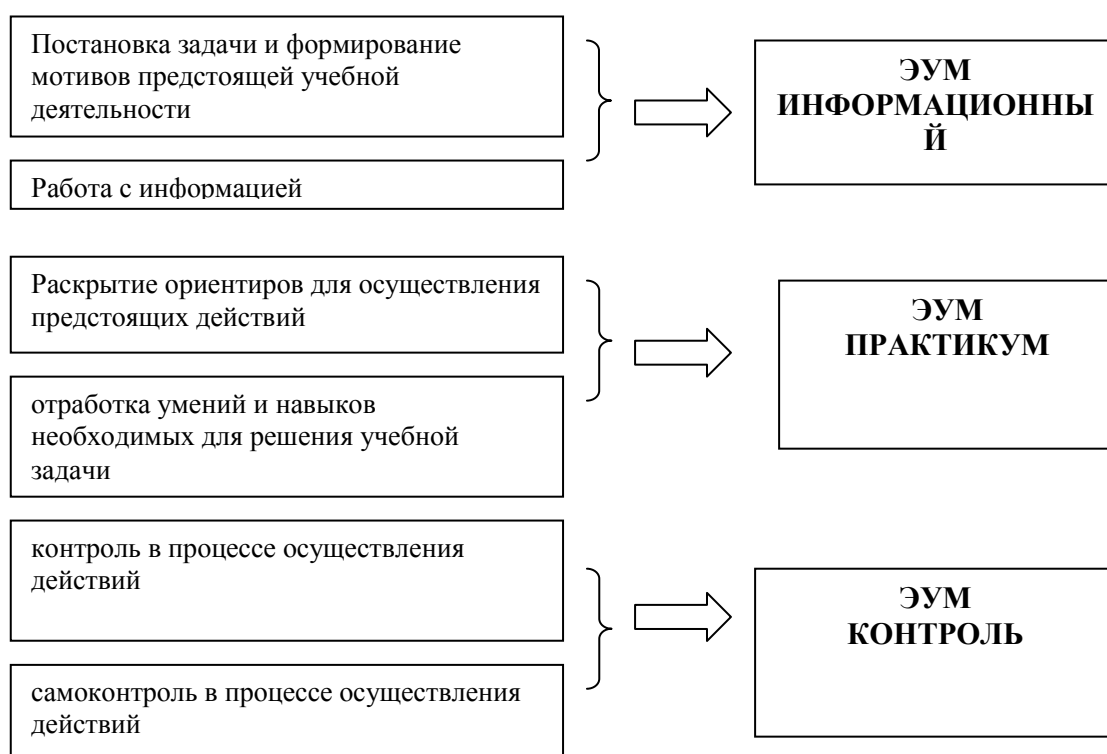 Постановка задачи и формирование
мотивов предстоящей учебной
деятельности
ЭУМ
ИНФОРМАЦИОННЫ
Й
Работа с информацией
Раскрытие ориентиров для осуществления
предстоящих действий
ЭУМ
ПРАКТИКУМ
отработка умений и навыков
необходимых для решения учебной
задачи
контроль в процессе осуществления
действий
ЭУМ
КОНТРОЛЬ
самоконтроль в процессе осуществления
действий